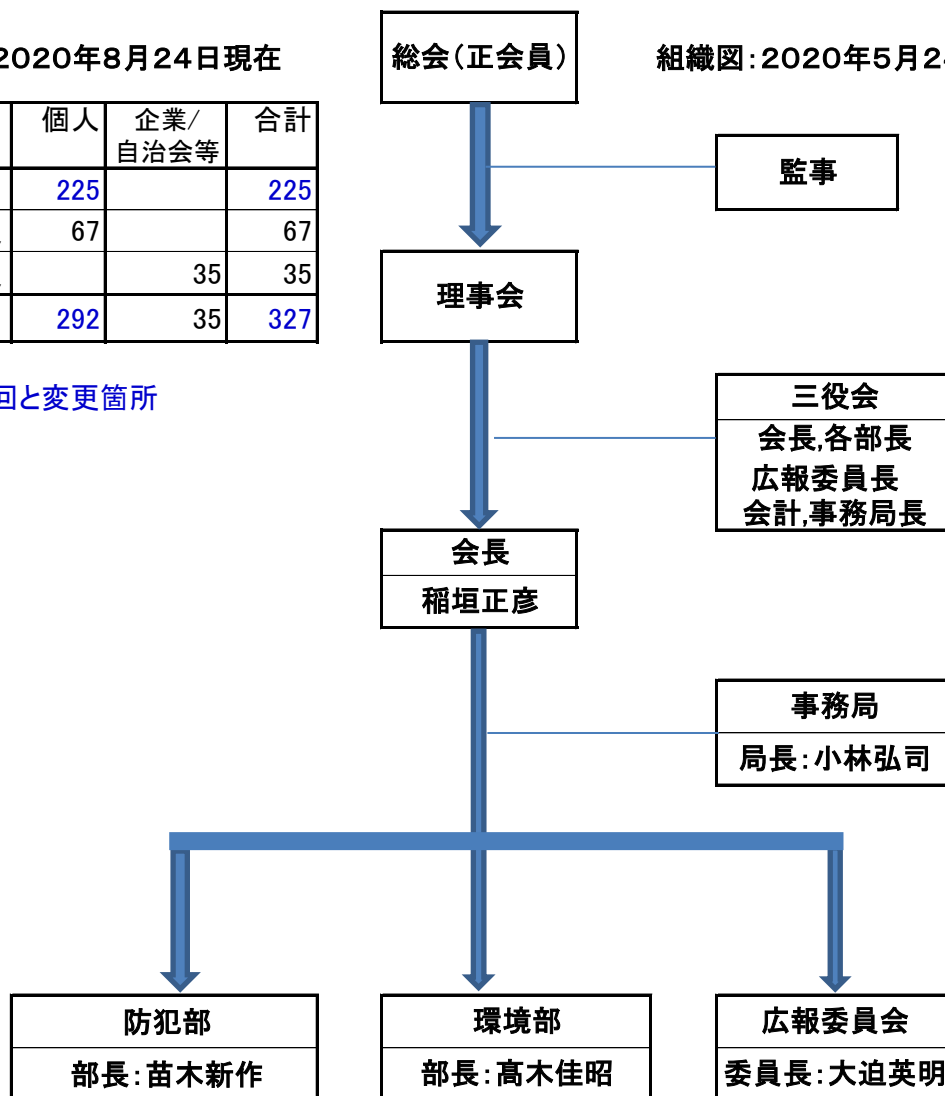 2020年8月24日現在
総会(正会員)
組織図:2020年5月2
個人 企業/ 合計
自治会等
225 225
67 67
35 35
292 35 327
回と変更箇所
監事
理事会
三役会
会長,各部長
広報委員長
会計,事務局長
会長
稲垣正彦
事務局
局長:小林弘司
防犯部
部長:苗木新作
環境部
部長:髙木佳昭
広報委員会
委員長:大迫英明